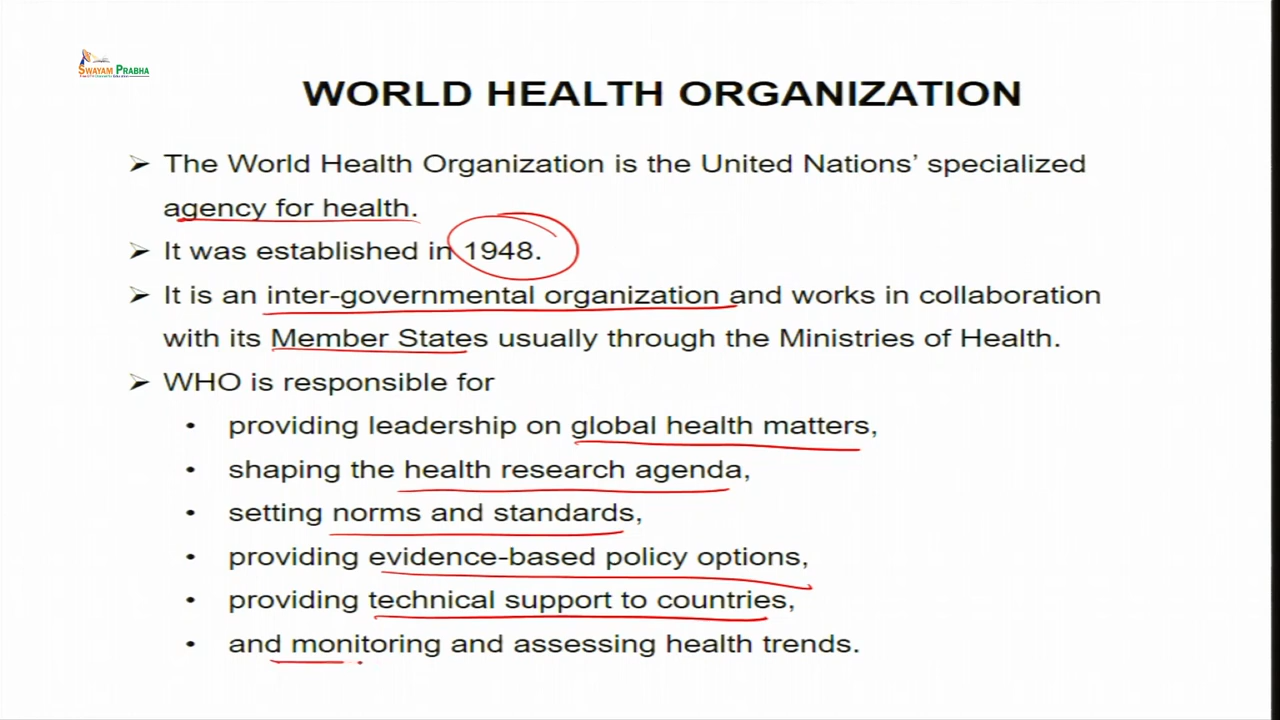 SWAYAM PRABHA
WORLD HEALTH ORGANIZATION
➢ The World Health Organization is the United Nations’ specialized
agency for health.
➢ It was established in 1948.
➢ It is an inter-governmental organization and works in collaboration
with its Member States usually through the Ministries of Health.
➢ WHO is responsible for
• providing leadership on global health matters,
• shaping the health research agenda,
• setting norms and standards,
• providing evidence-based policy options,
• providing technical support to countries,
• and monitoring and assessing health trends.